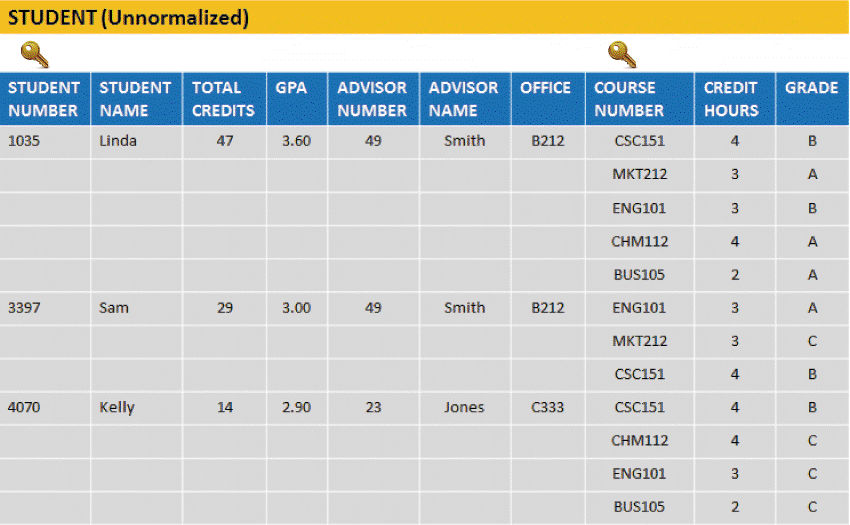 STUDENT (Unnormalized)
STUDENT NUMBER STUDENT NAME TOTAL CREDITS GPA ADVISOR NUMBER ADVISOR NAME OFFICE COURSE NUMBER CREDIT HOURS GRADE
1035 Linda 47 3.60 49 Smith B212 CSC151 4 B
MKT212 3 A
ENG101 3 B
CHM112 4 A
BUS105 2 A
3397 Sam 29 3.00 49 Smith B212 ENG101 3 A
MKT212 3 C
CSC151 4 B
4070 Kelly 14 2.90 23 Jones C333 CSC151 4 B
CHM112 4 C
ENG101 3 C
BUS105 2 C